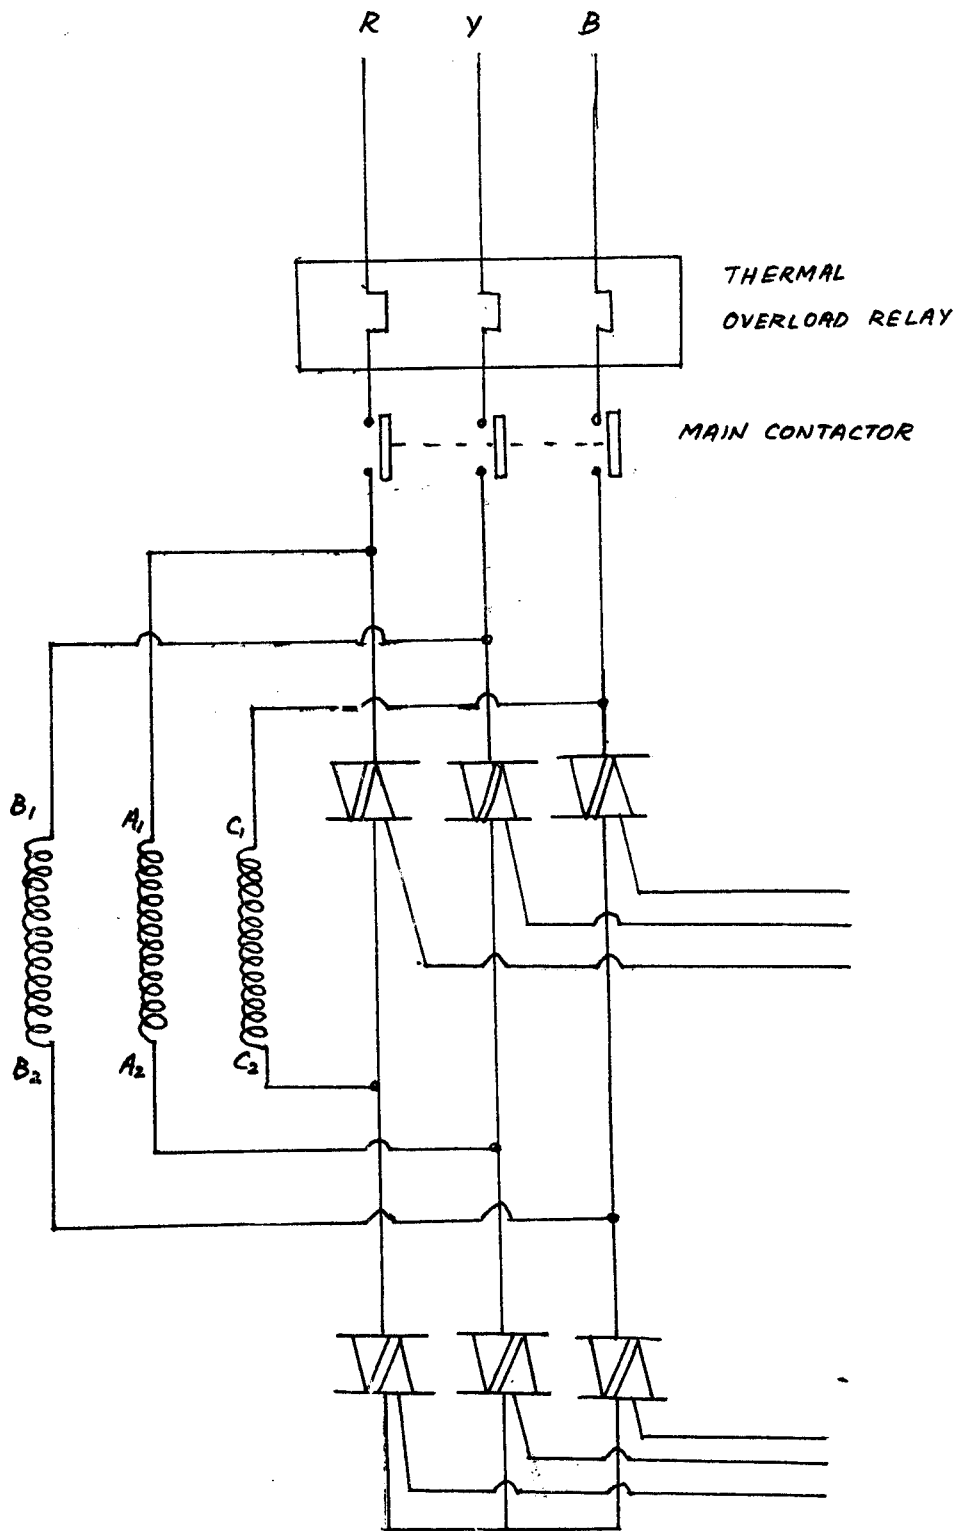 R Y B
THERMAL
OVERLOAD RELAY
MAIN CONTACTOR
B₁ A₁ C₁
B₂ A₂ C₂